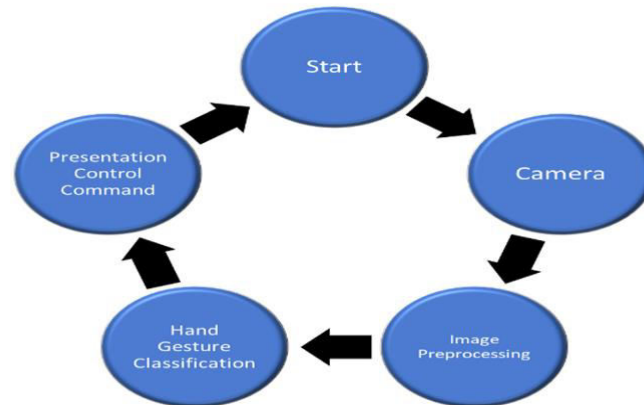 Start
Camera
Image
Preprocessing
Hand
Gesture
Classification
Presentation
Control
Command